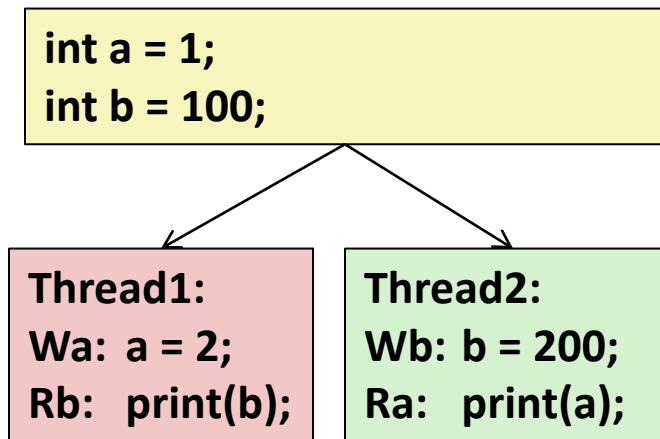 int a = 1;
int b = 100;
Thread1:
Wa: a = 2;
Rb: print(b);
Thread2:
Wb: b = 200;
Ra: print(a);